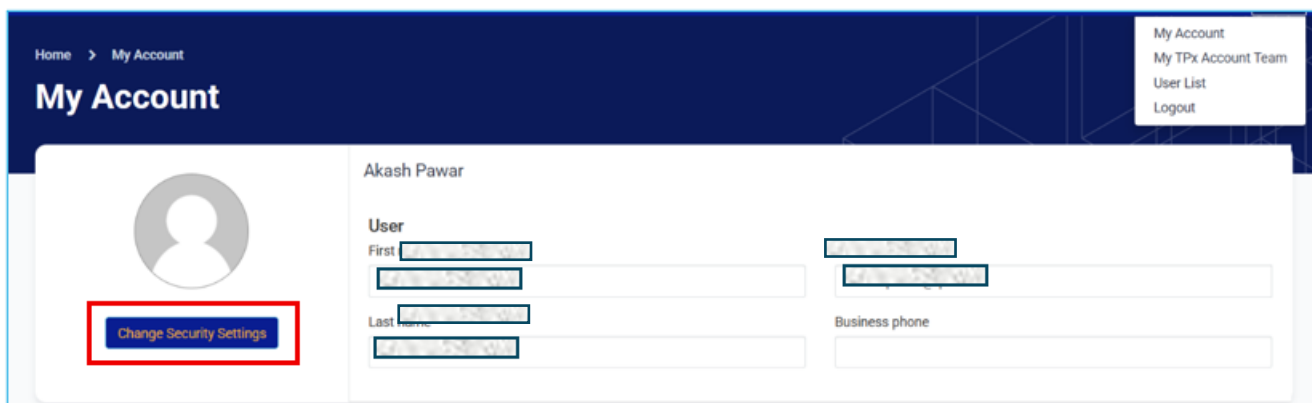 Home > My Account
My Account
My Account
My TPx Account Team
User List
Logout
Change Security Settings
Akash Pawar
User
First
Last name
Business phone